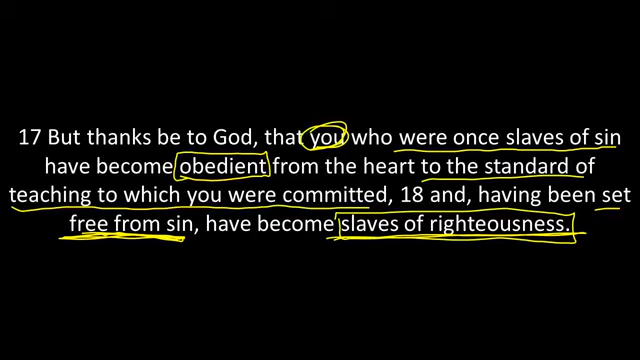 17 But thanks be to God, that you who were once slaves of sin
have become obedient from the heart to the standard of
teaching to which you were committed, 18 and, having been set
free from sin, have become slaves of righteousness.